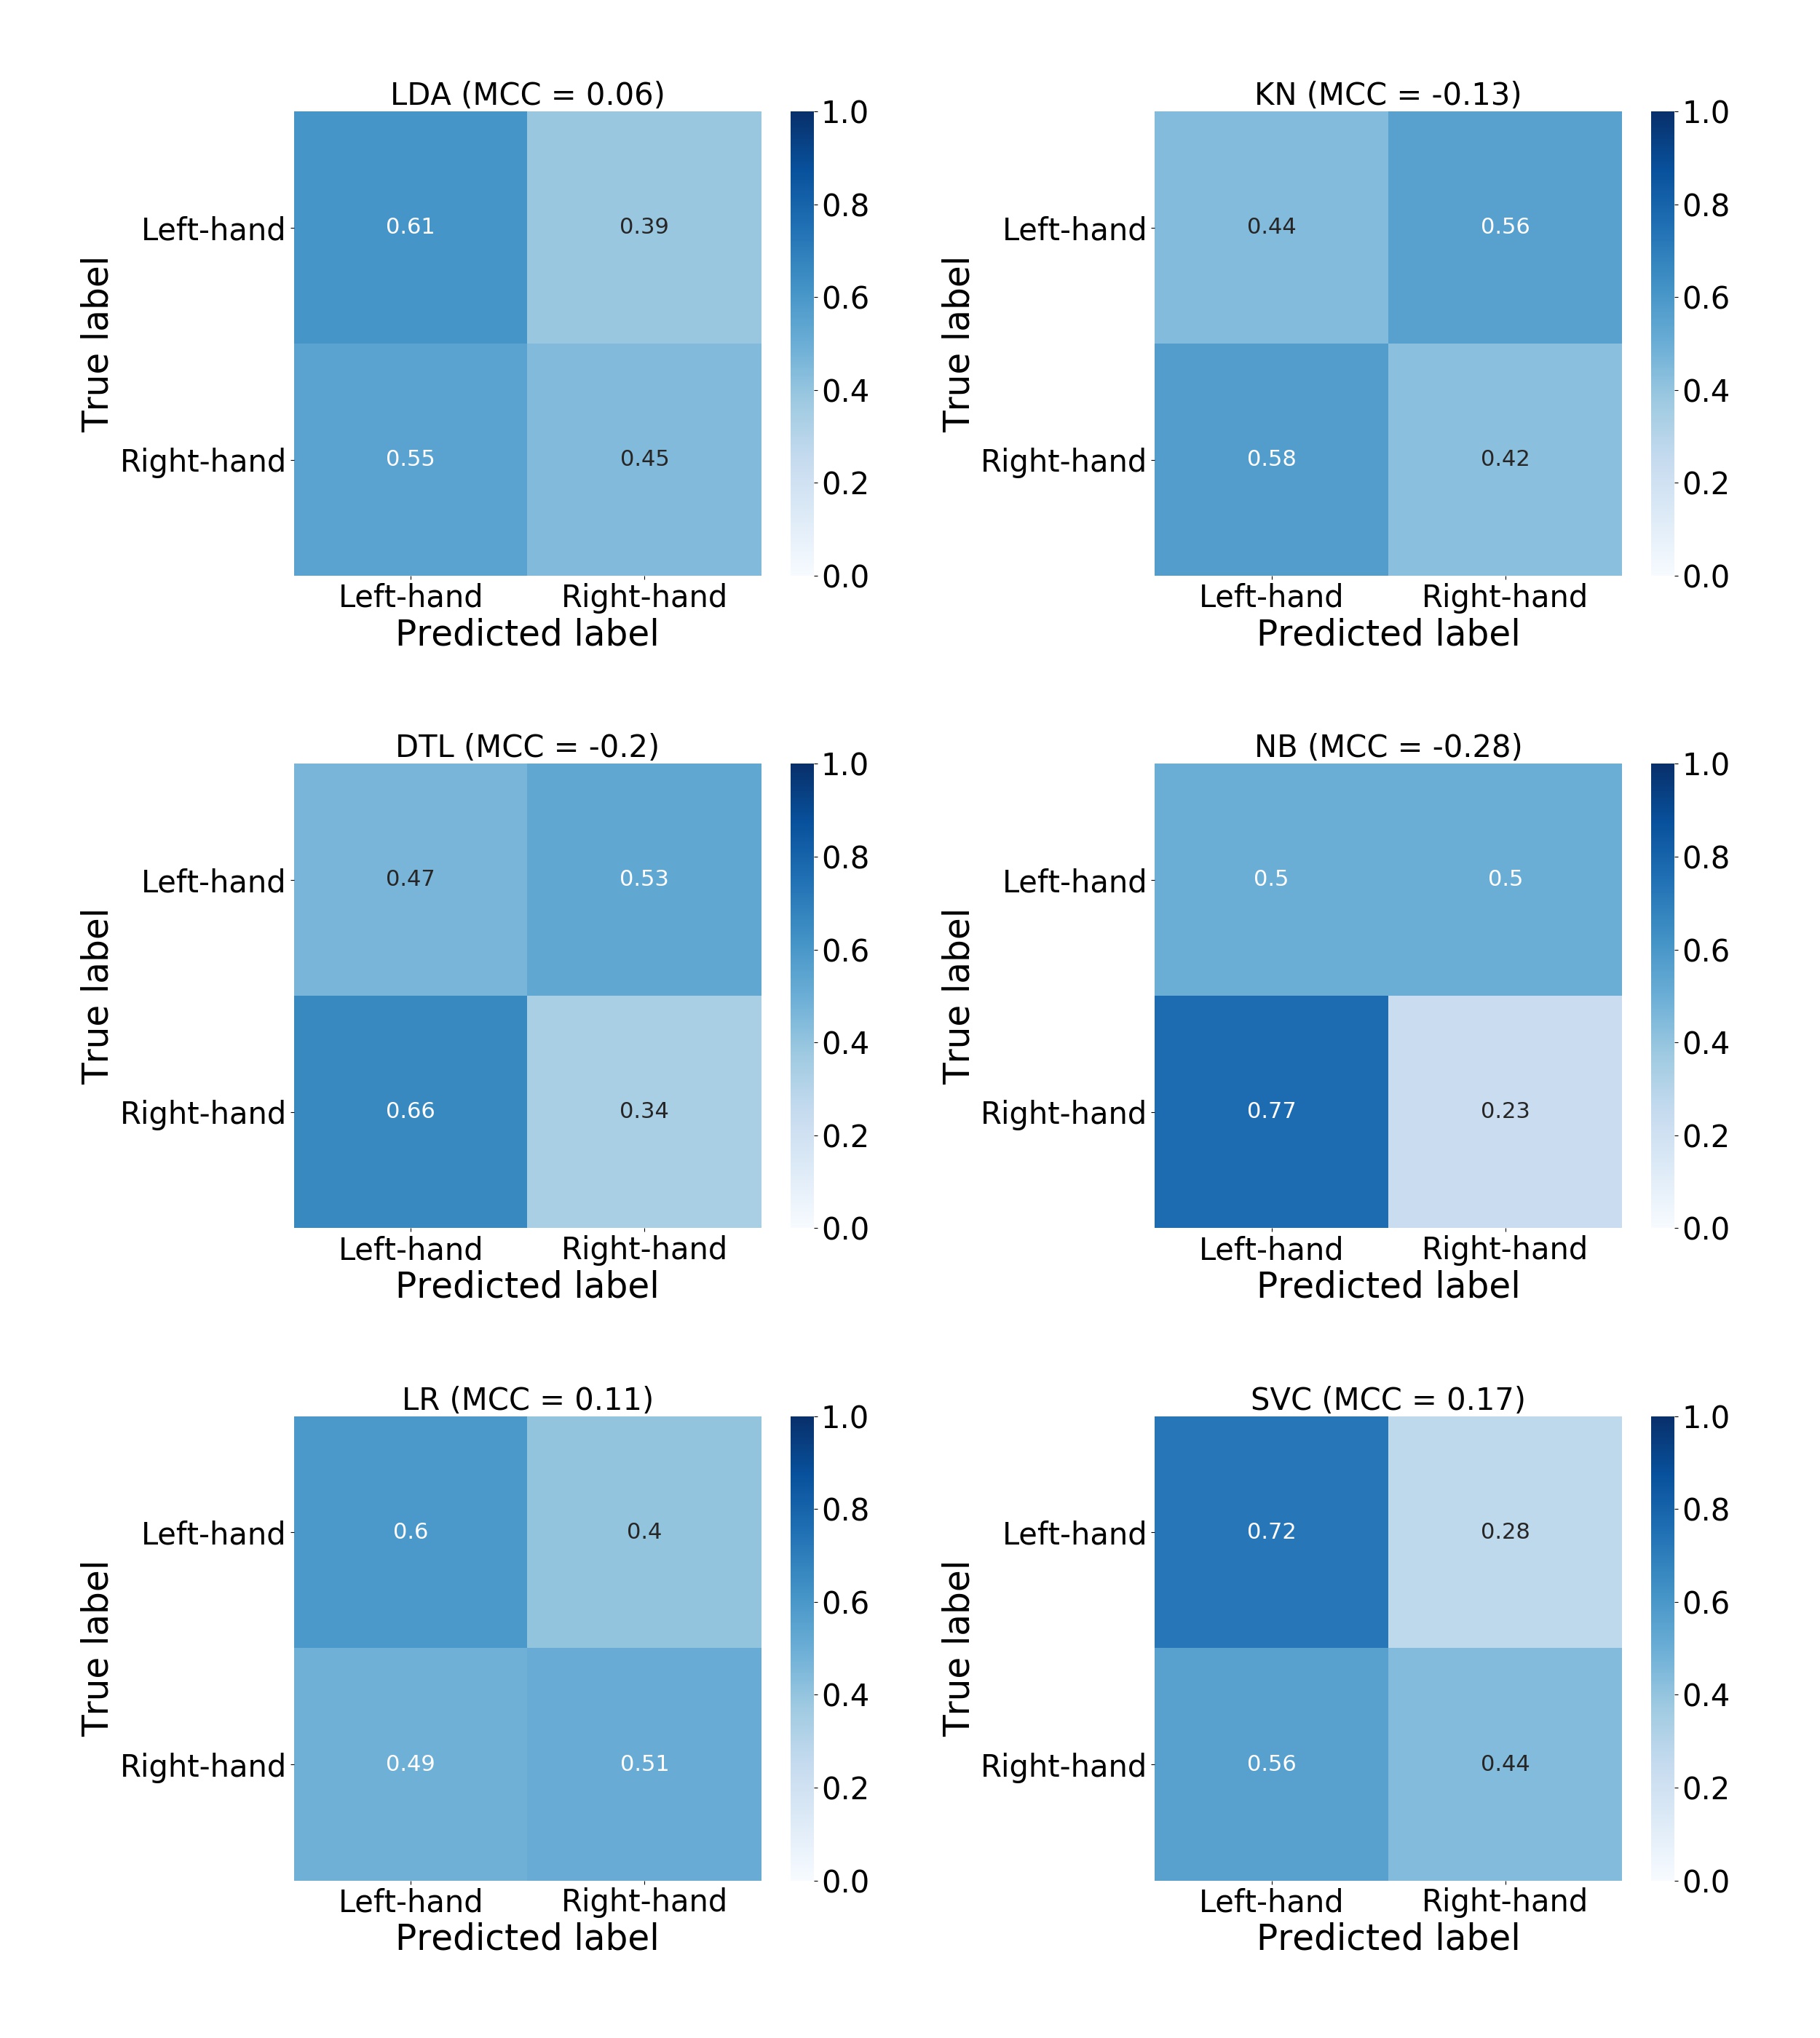 LDA (MCC = 0.06)
True label
Left-hand
0.61 0.39
Right-hand
0.55 0.45
Left-hand Right-hand
Predicted label
1.0
0.8
0.6
0.4
0.2
0.0
KN (MCC = -0.13)
True label
Left-hand
0.44 0.56
Right-hand
0.58 0.42
Left-hand Right-hand
Predicted label
1.0
0.8
0.6
0.4
0.2
0.0
DTL (MCC = -0.2)
True label
Left-hand
0.47 0.53
Right-hand
0.66 0.34
Left-hand Right-hand
Predicted label
1.0
0.8
0.6
0.4
0.2
0.0
NB (MCC = -0.28)
True label
Left-hand
0.5 0.5
Right-hand
0.77 0.23
Left-hand Right-hand
Predicted label
1.0
0.8
0.6
0.4
0.2
0.0
LR (MCC = 0.11)
True label
Left-hand
0.6 0.4
Right-hand
0.49 0.51
Left-hand Right-hand
Predicted label
1.0
0.8
0.6
0.4
0.2
0.0
SVC (MCC = 0.17)
True label
Left-hand
0.72 0.28
Right-hand
0.56 0.44
Left-hand Right-hand
Predicted label
1.0
0.8
0.6
0.4
0.2
0.0